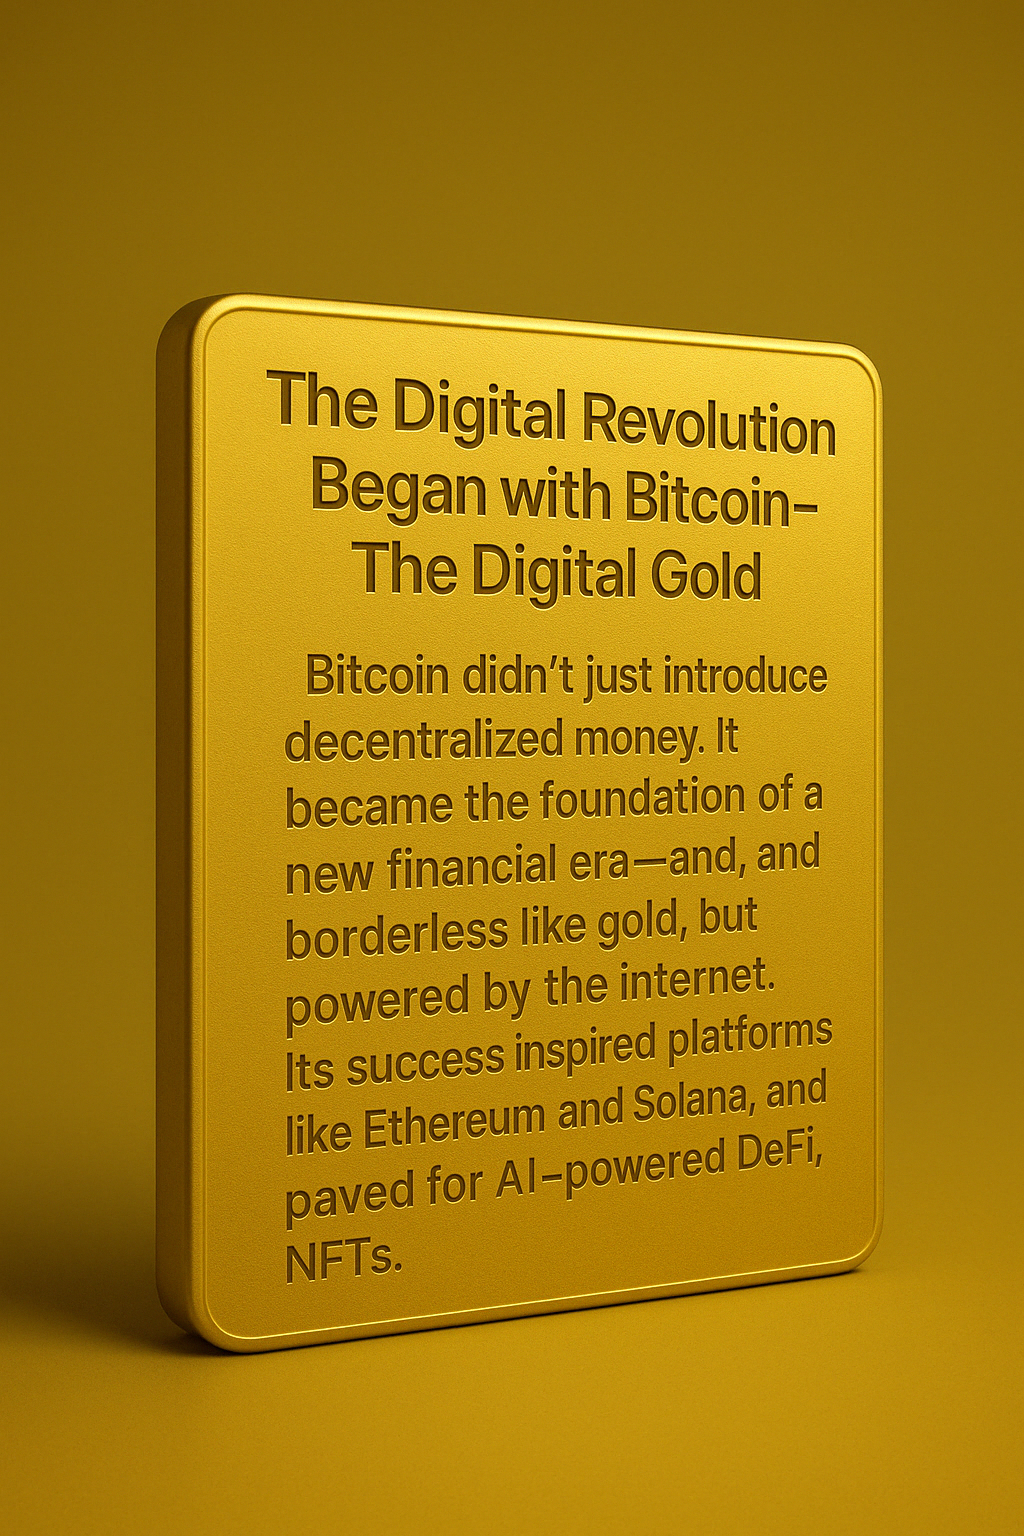 The Digital Revolution
Began with Bitcoin–
The Digital Gold
Bitcoin didn’t just introduce
decentralized money. It
became the foundation of a
new financial era—and, and
borderless like gold, but
powered by the internet.
Its success inspired platforms
like Ethereum and Solana, and
paved for AI–powered DeFi,
NFTs.